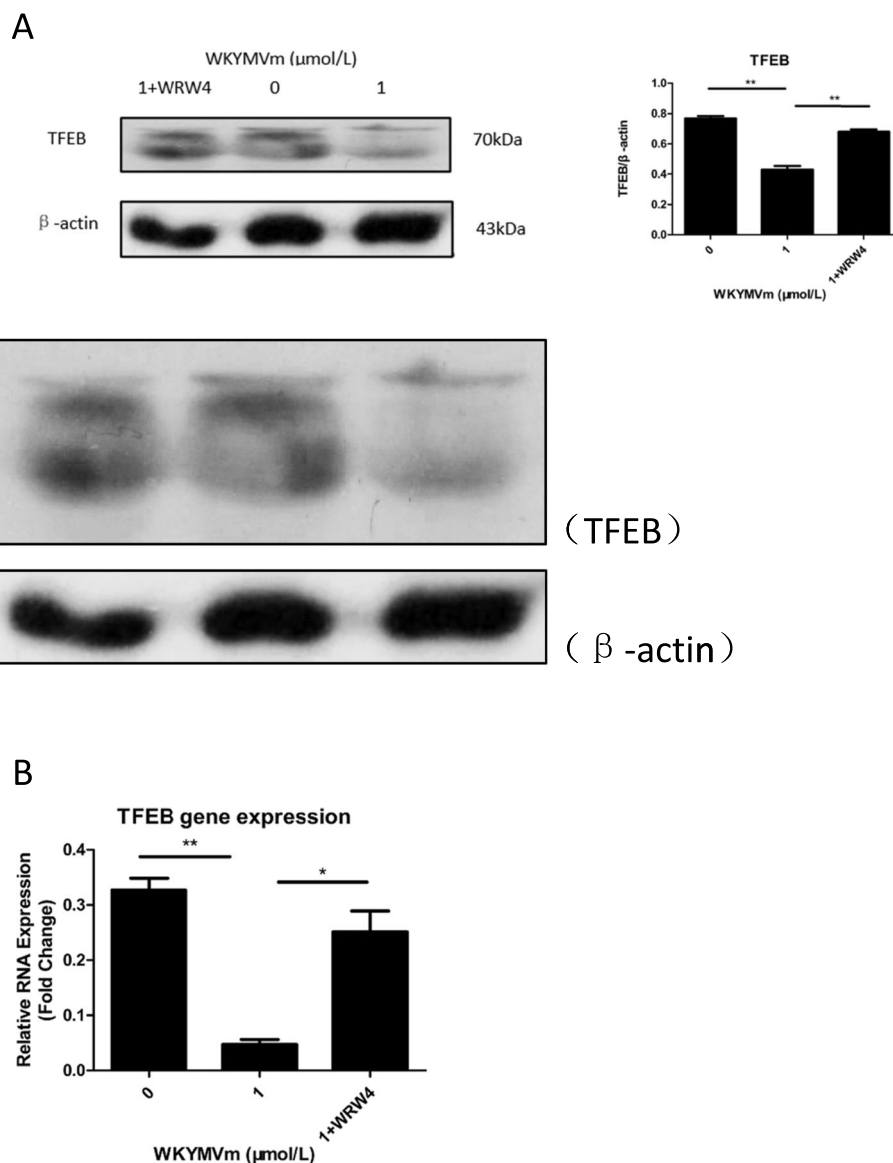 A
WKYMVm (μmol/L)
1+WRW4 0 1
TFEB 70kDa
β-actin 43kDa
TFEB
** **
TFEB/β-actin
1.0
0.8
0.6
0.4
0.2
0.0
0 1 1+WRW4
WKYMVm (μmol/L)
(TFEB)
(β-actin)
B
TFEB gene expression
** *
Relative RNA Expression
(Fold Change)
0.4
0.3
0.2
0.1
0.0
0 1 1+WRW4
WKYMVm (μmol/L)